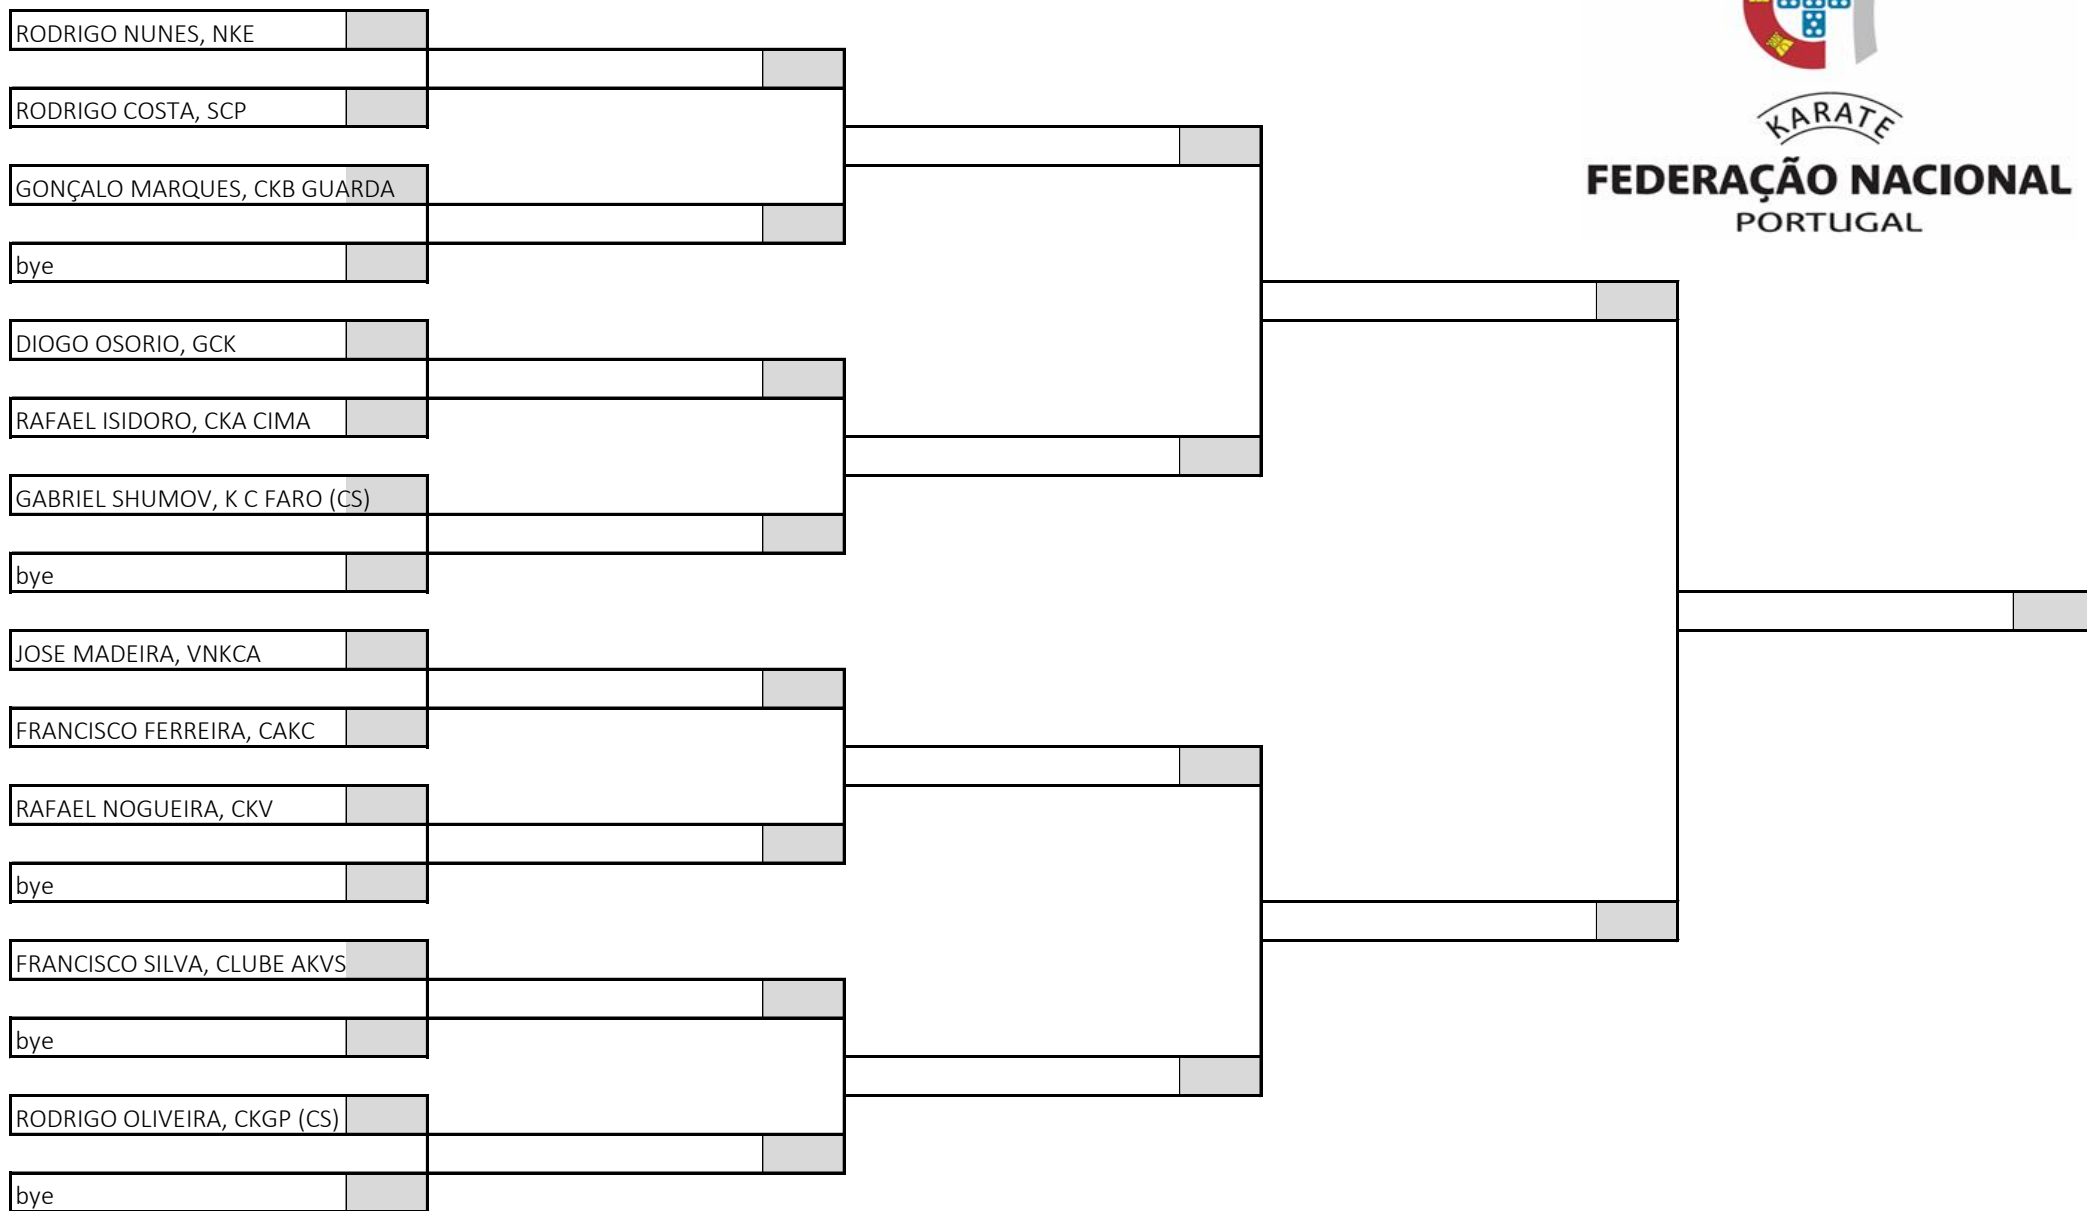 RODRIGO NUNES, NKE
RODRIGO COSTA, SCP
GONÇALO MARQUES, CKB GUARDA
bye
DIOGO OSORIO, GCK
RAFAEL ISIDORO, CKA CIMA
GABRIEL SHUMOV, K C FARO (CS)
bye
JOSE MADEIRA, VNKCA
FRANCISCO FERREIRA, CAKC
RAFAEL NOGUEIRA, CKV
bye
FRANCISCO SILVA, CLUBE AKVS
bye
RODRIGO OLIVEIRA, CKGP (CS)
bye
KARATE
FEDERAÇÃO NACIONAL
PORTUGAL